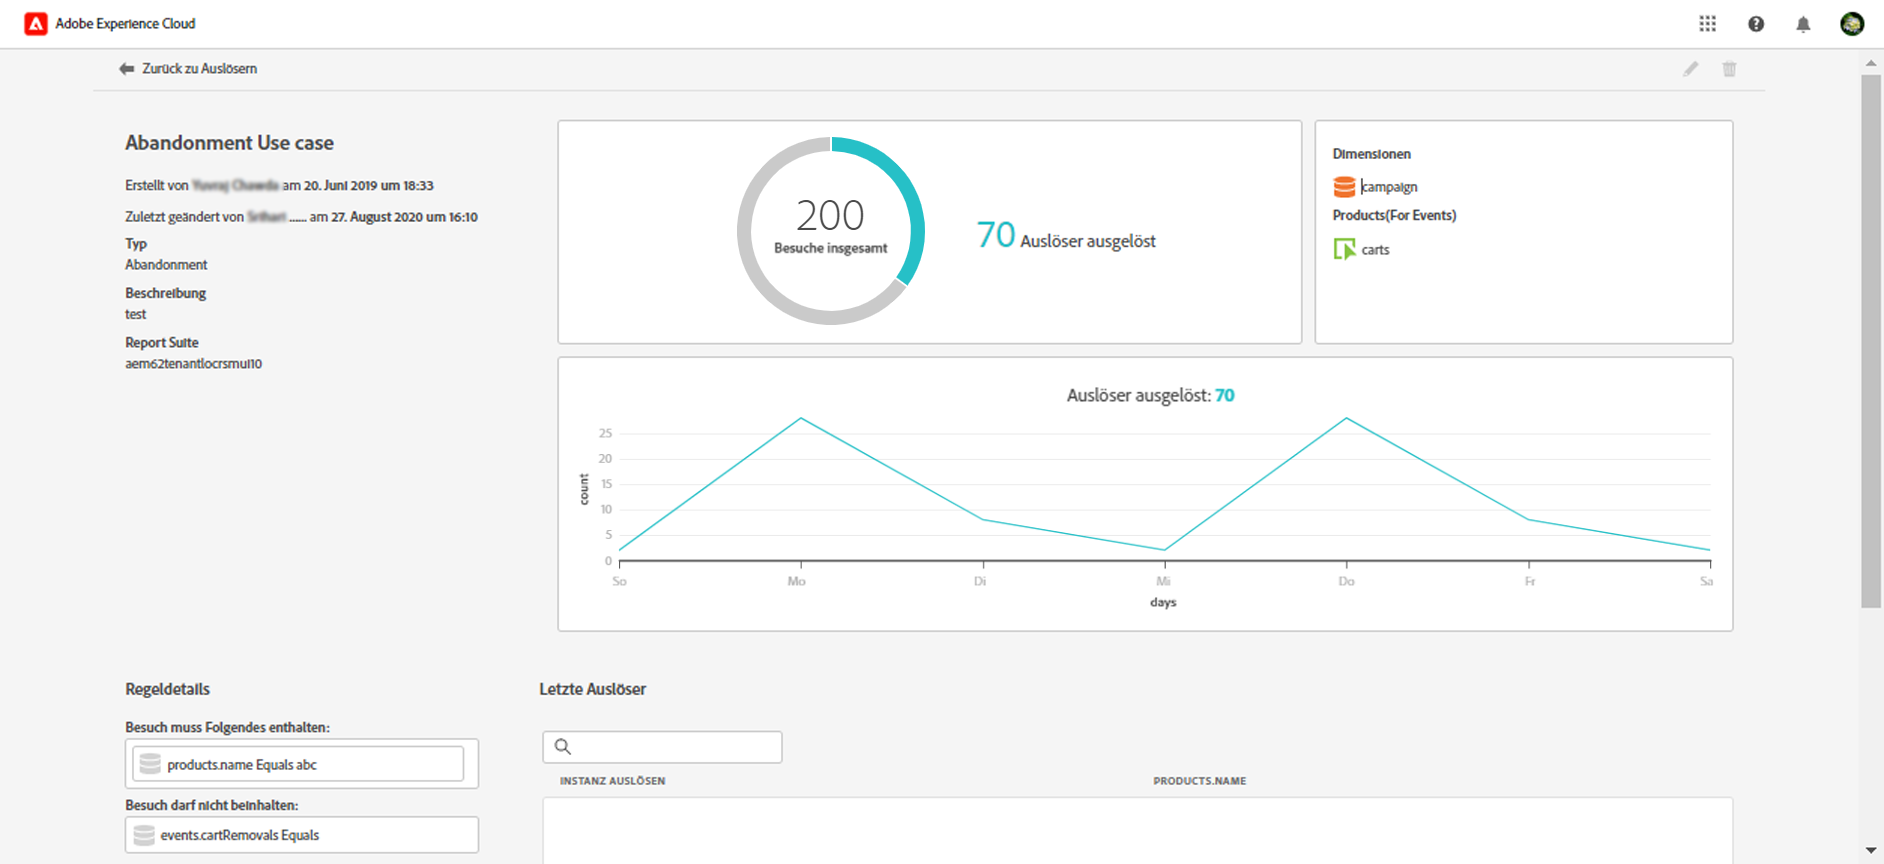 Adobe Experience Cloud
Zurück zu Auslösern
Abandonment Use case
Erstellt von am 20. Juni 2019 um 18:33
Zuletzt geändert von ...... am 27. August 2020 um 16:10
Typ
Abandonment
Beschreibung
test
Report Suite
aem62tenantlocrsmul10
200
Besuche insgesamt
70 Auslöser ausgelöst
Dimensionen
campaign
Products(For Events)
carts
Auslöser ausgelöst: 70
25
20
15
10
5
0
count
So Mo Di Mi Do Fr Sa
days
Regeldetails
Besuch muss Folgendes enthalten:
products.name Equals abc
Besuch darf nicht beinhalten:
events.cartRemovals Equals
Letzte Auslöser
INSTANZ AUSLÖSEN PRODUCTS.NAME